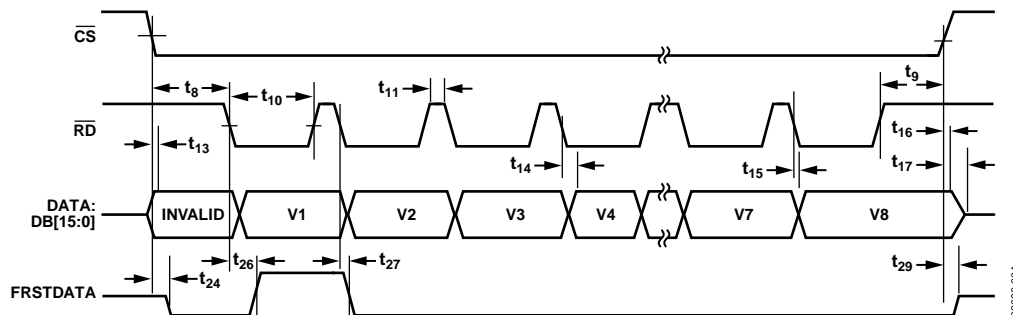 CS
t8
t10
t11
t9
RD
t13
t14
t15
t16
t17
DATA:
DB[15:0]
INVALID
V1
V2
V3
V4
V7
V8
t24
t26
t27
t29
FRSTDATA